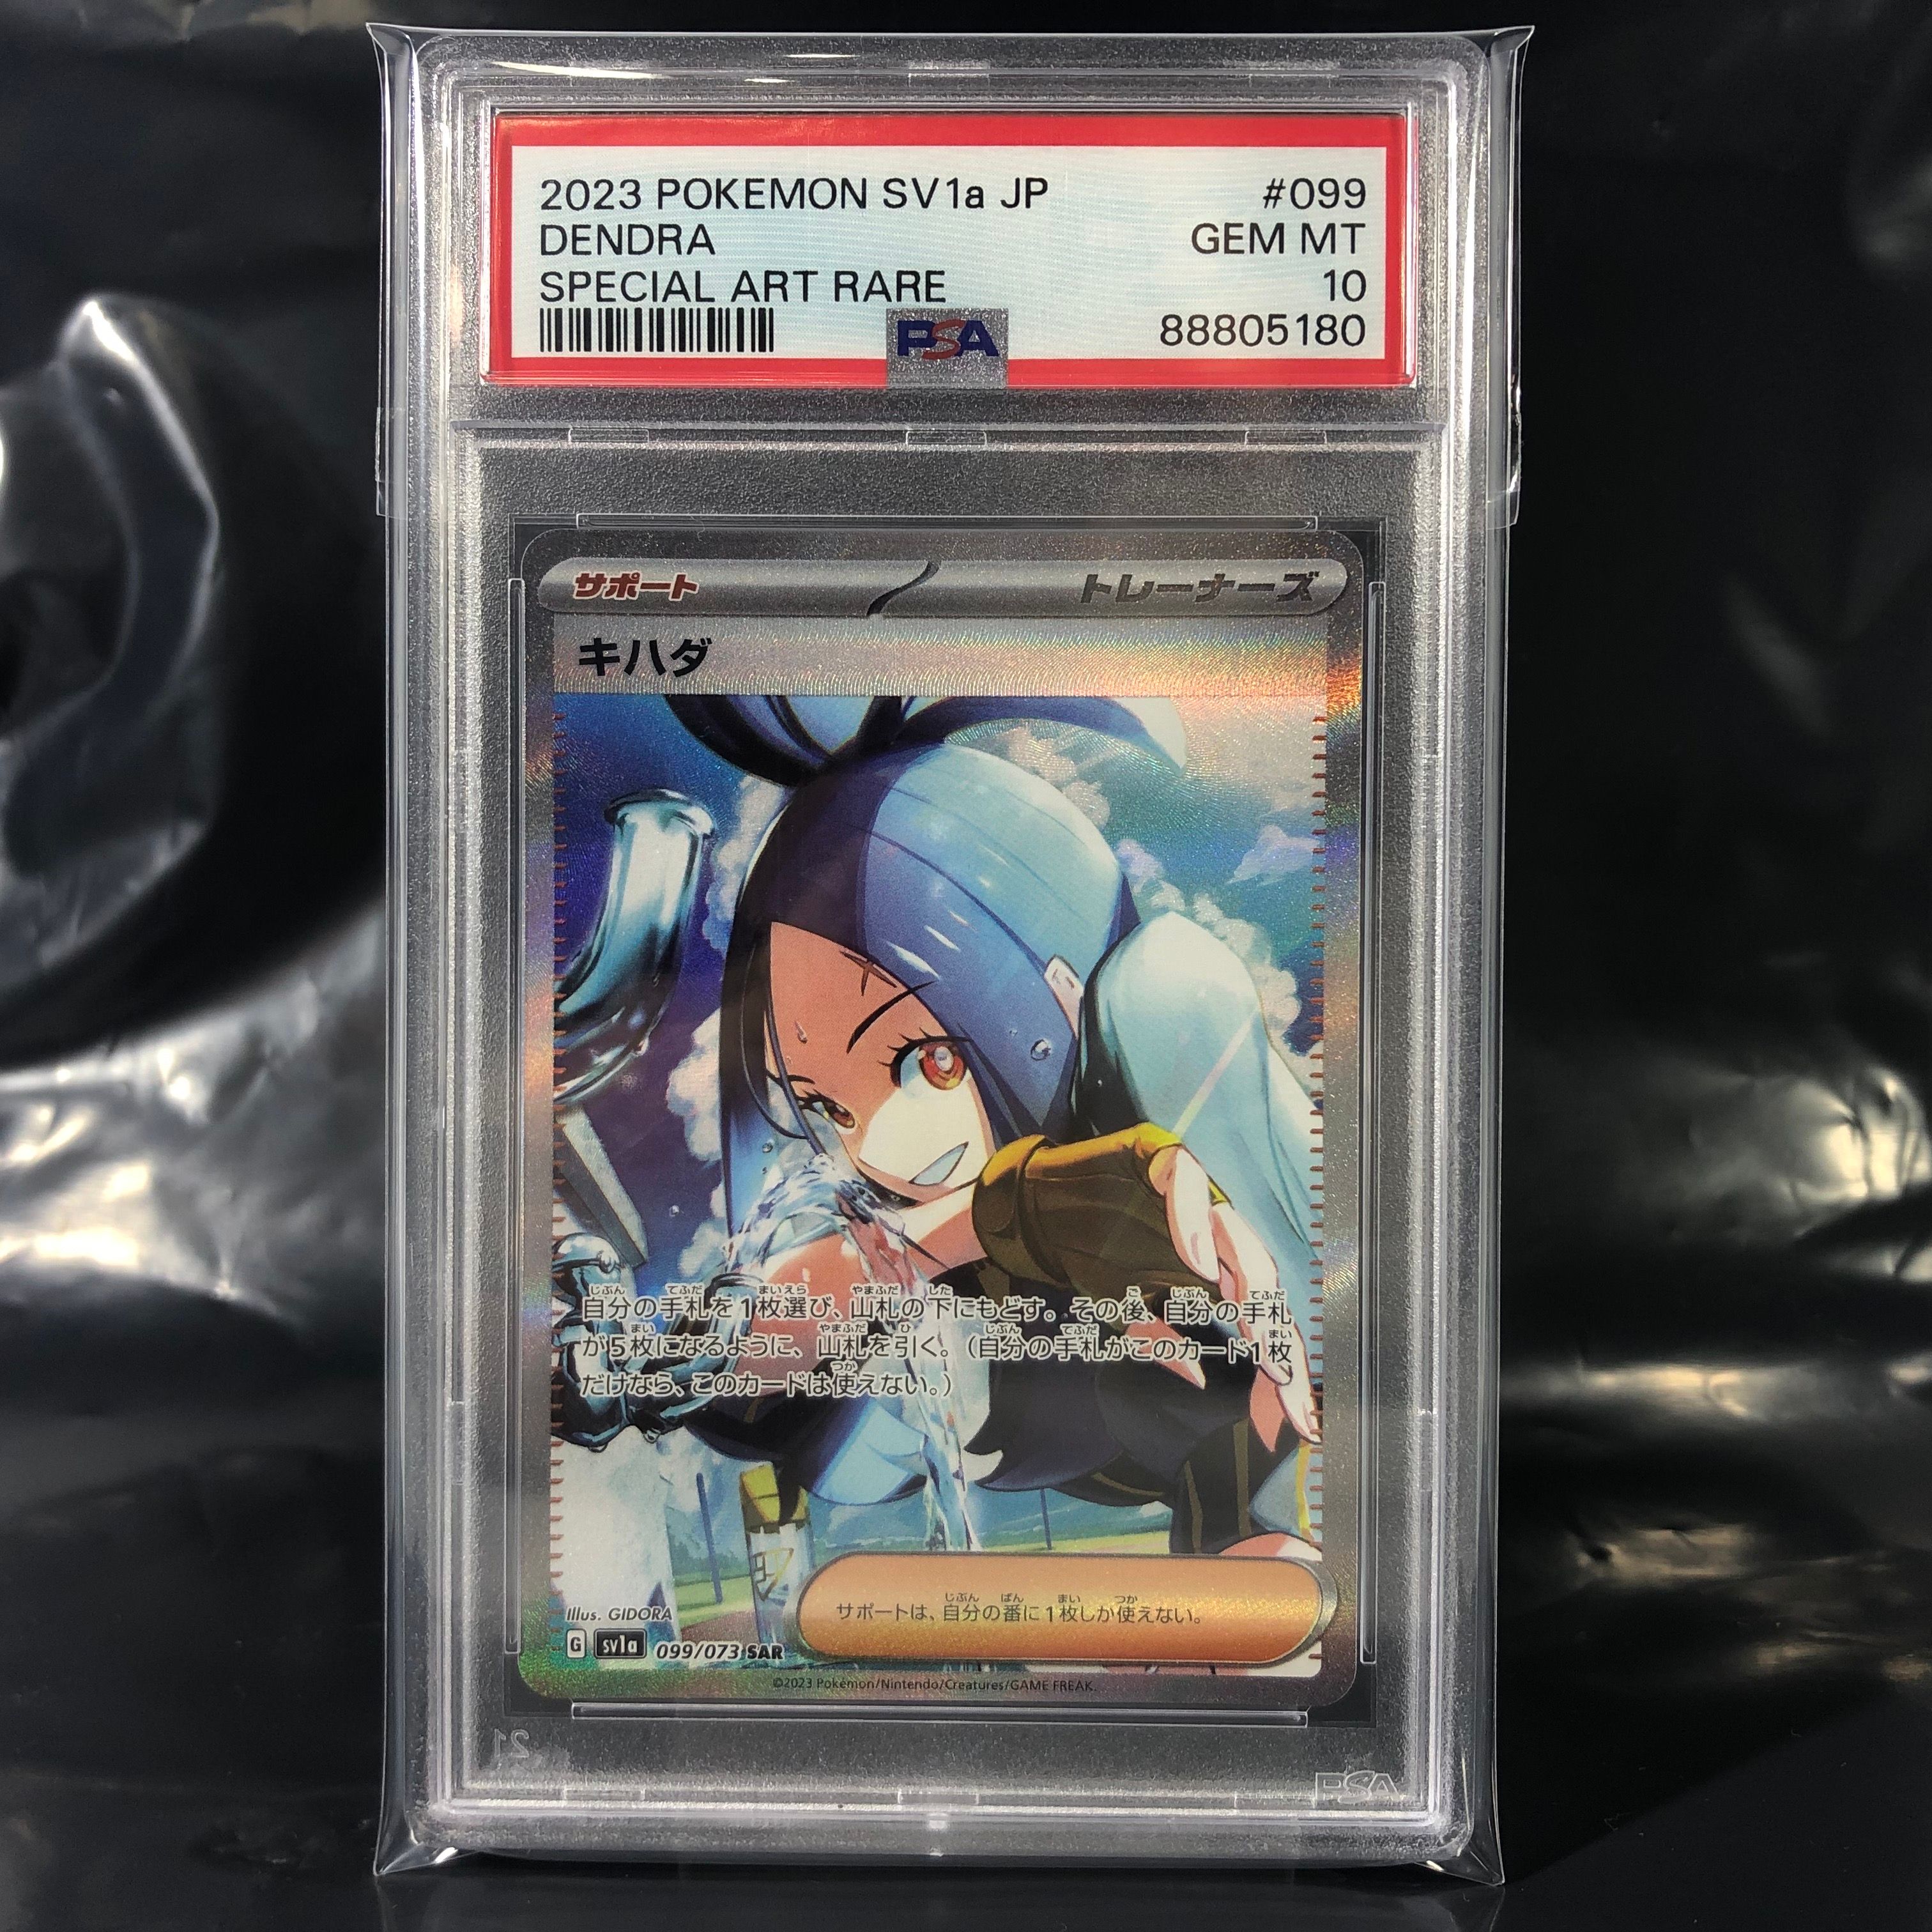 2023 POKEMON SV1a JP #099
DENDRA GEM MT
SPECIAL ART RARE 10
PSA 88805180
サポート トレーナーズ
キハダ
自分の手札を1枚選び、山札の下にもどす。その後、自分の手札
が5枚になるように、山札を引く。(自分の手札がこのカード1枚
だけなら、このカードは使えない。)
サポートは、自分の番に1枚しか使えない。
Illus. GIDORA
G sv1a 099/073 SAR
©2023 Pokémon/Nintendo/Creatures/GAME FREAK.
PSA